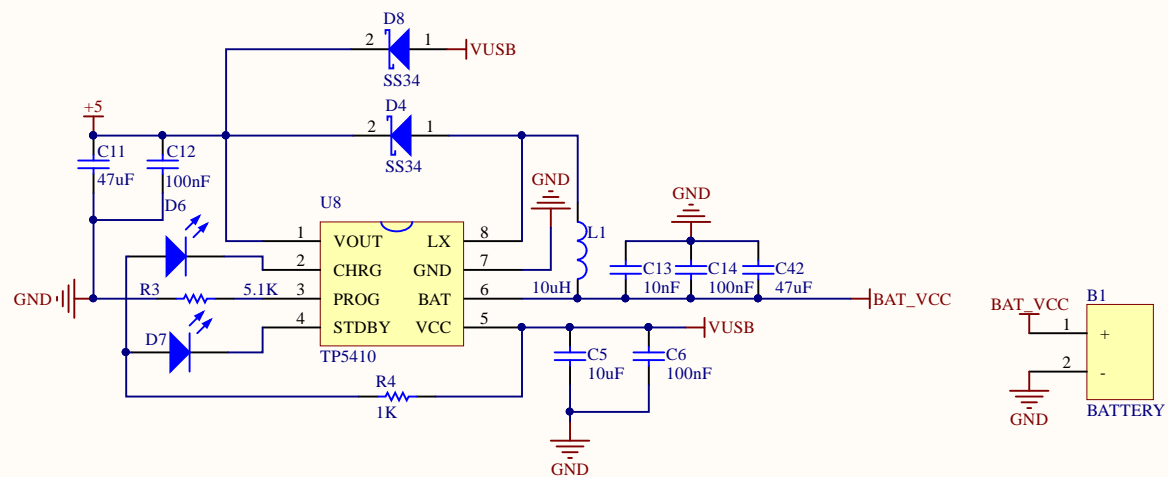 D8
2
1
VUSB
SS34
+5
D4
2
1
SS34
C11
47uF
C12
100nF
D6
U8
GND
GND
1
VOUT
LX
8
2
CHRG
GND
7
3
PROG
BAT
6
4
STDBY
VCC
5
TP5410
L1
10uH
C13
10nF
C14
100nF
C42
47uF
GND
R3
5.1K
BAT_VCC
D7
VUSB
R4
1K
C5
10uF
C6
100nF
GND
BAT_VCC
B1
1
+
2
-
GND
BATTERY